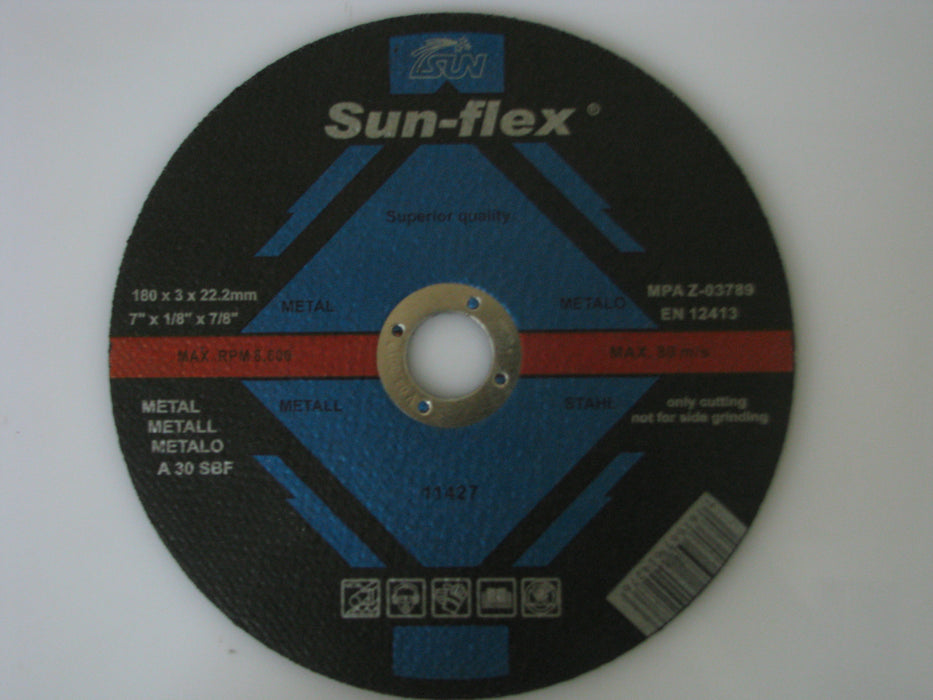 SUN
Sun-flex ®
Superior quality
180 x 3 x 22.2mm
7" x 1/8" x 7/8"
METAL
METALO
MPA Z-03789
EN 12413
MAX. RPM 8.600
MAX. 80 m/s
METAL
METALL
METALO
A 30 SBF
METALL
STAHL
only cutting
not for side grinding
11427